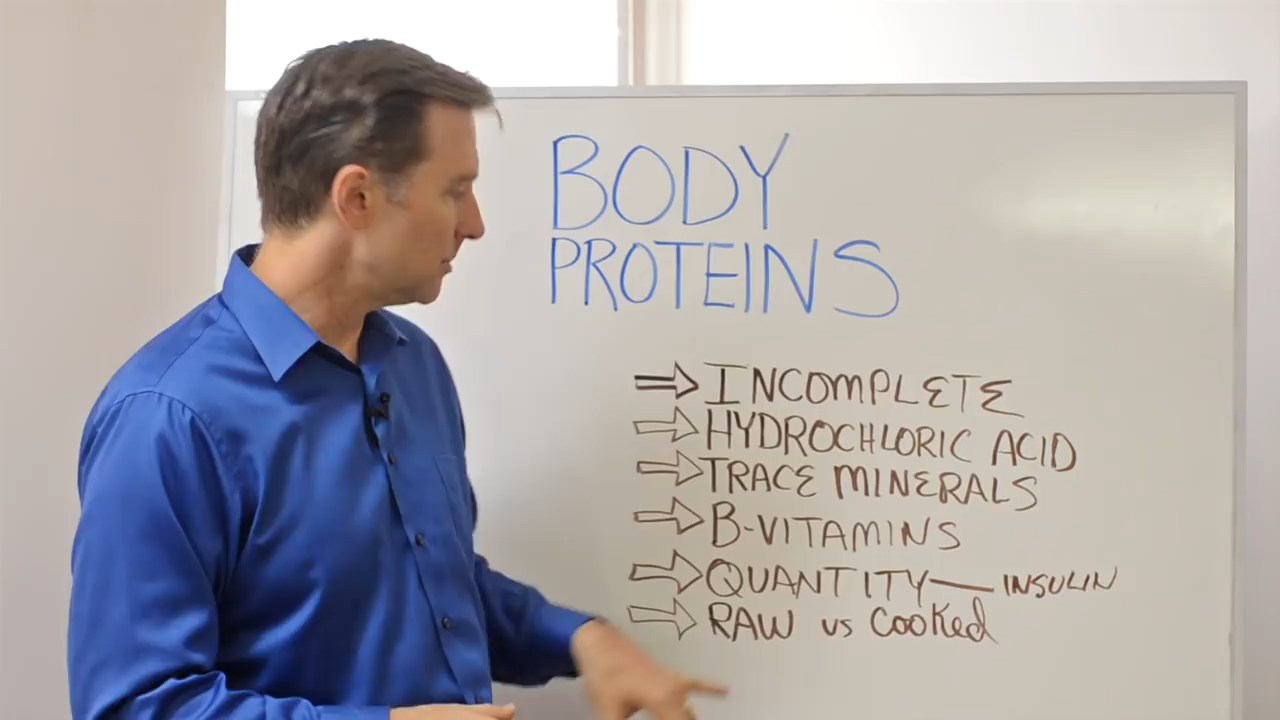 BODY
PROTEINS
INCOMPLETE
HYDROCHLORIC ACID
TRACE MINERALS
B-VITAMINS
QUANTITY — INSULIN
RAW vs Cooked